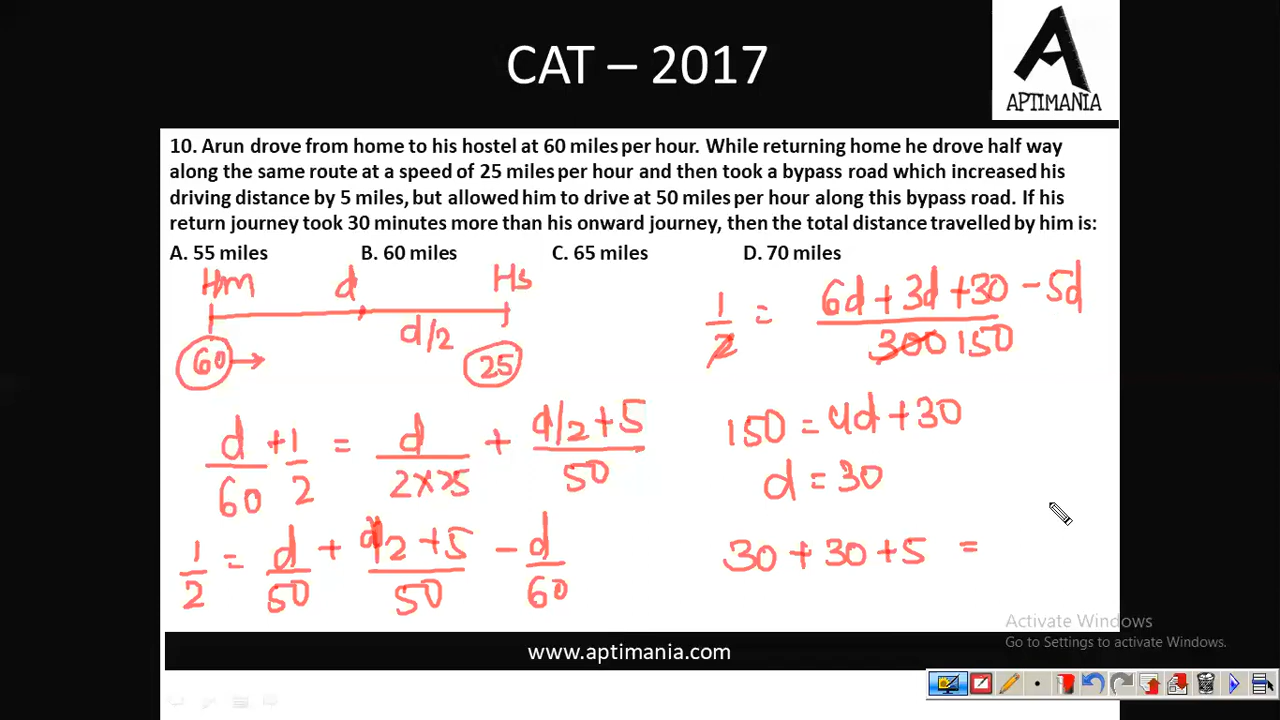 CAT – 2017
APTIMANIA
10. Arun drove from home to his hostel at 60 miles per hour. While returning home he drove half way
along the same route at a speed of 25 miles per hour and then took a bypass road which increased his
driving distance by 5 miles, but allowed him to drive at 50 miles per hour along this bypass road. If his
return journey took 30 minutes more than his onward journey, then the total distance travelled by him is:
A. 55 miles B. 60 miles C. 65 miles D. 70 miles
Hm d Hs
d/2
60 25
d/60 + 1/2 = d/(2×25) + (d/2+5)/50
1/2 = d/50 + (d/2+5)/50 - d/60
1/2 = (6d+3d+30-5d)/300 150
150 = 4d+30
d = 30
30+30+5 =
Activate Windows
Go to Settings to activate Windows.
www.aptimania.com